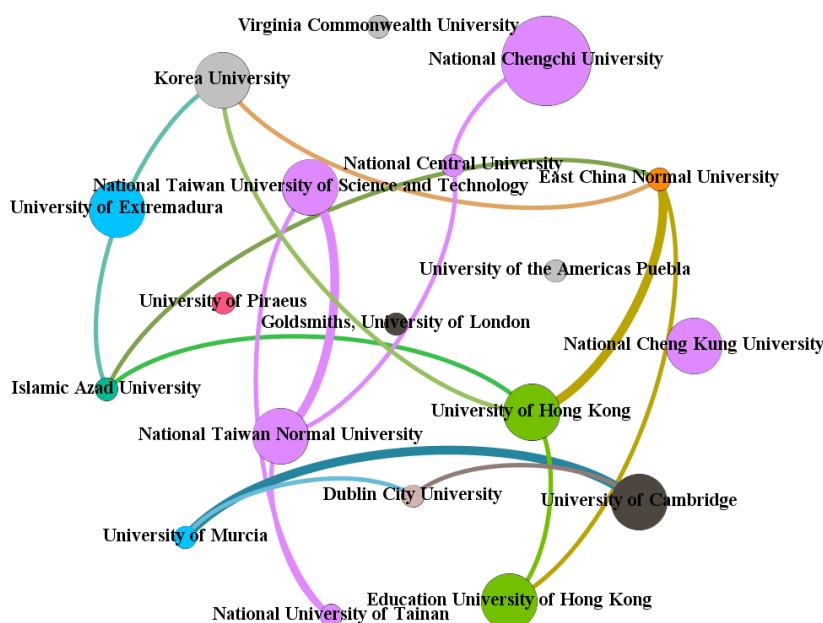 Virginia Commonwealth University
National Chengchi University
Korea University
National Central University
East China Normal University
National Taiwan University of Science and Technology
University of Extremadura
University of the Americas Puebla
University of Piraeus
Goldsmiths, University of London
National Cheng Kung University
Islamic Azad University
University of Hong Kong
National Taiwan Normal University
Dublin City University
University of Cambridge
University of Murcia
Education University of Hong Kong
National University of Tainan